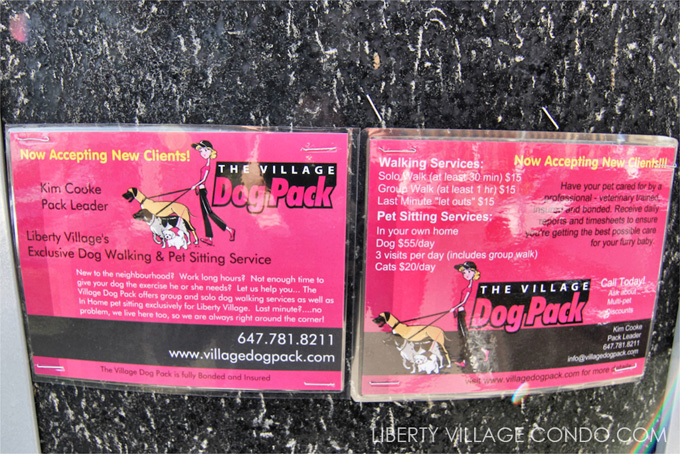 Now Accepting New Clients!
Kim Cooke
Pack Leader
THE VILLAGE
Dog Pack
Liberty Village's
Exclusive Dog Walking & Pet Sitting Service
New to the neighbourhood? Work long hours? Not enough time to
give your dog the exercise he or she needs? Let us help you... The
Village Dog Pack offers group and solo dog walking services as well as
in Home pet sitting exclusively for Liberty Village. Last minute?....no
problem, we live here too, so we are always right around the corner!
647.781.8211
www.villagedogpack.com
The Village Dog Pack is fully Bonded and Insured
Walking Services:
Solo Walk (at least 30 min) $15
Group Walk (at least 1 hr) $15
Last Minute "let outs" $15
Pet Sitting Services:
In your own home
Dog $55/day
3 visits per day (includes group walk)
Cats $20/day
Now Accepting New Clients!!!
Have your pet cared for by a
professional - veterinary trained,
and bonded. Receive daily
reports and timesheets to ensure
you're getting the best possible care
for your furry baby.
THE VILLAGE
Dog Pack
Call Today!
Ask about
Multi-pet
discounts
Kim Cooke
Pack Leader
647.781.8211
info@villagedogpack.com
visit www.villagedogpack.com for more
LIBERTY VILLAGE CONDO.COM